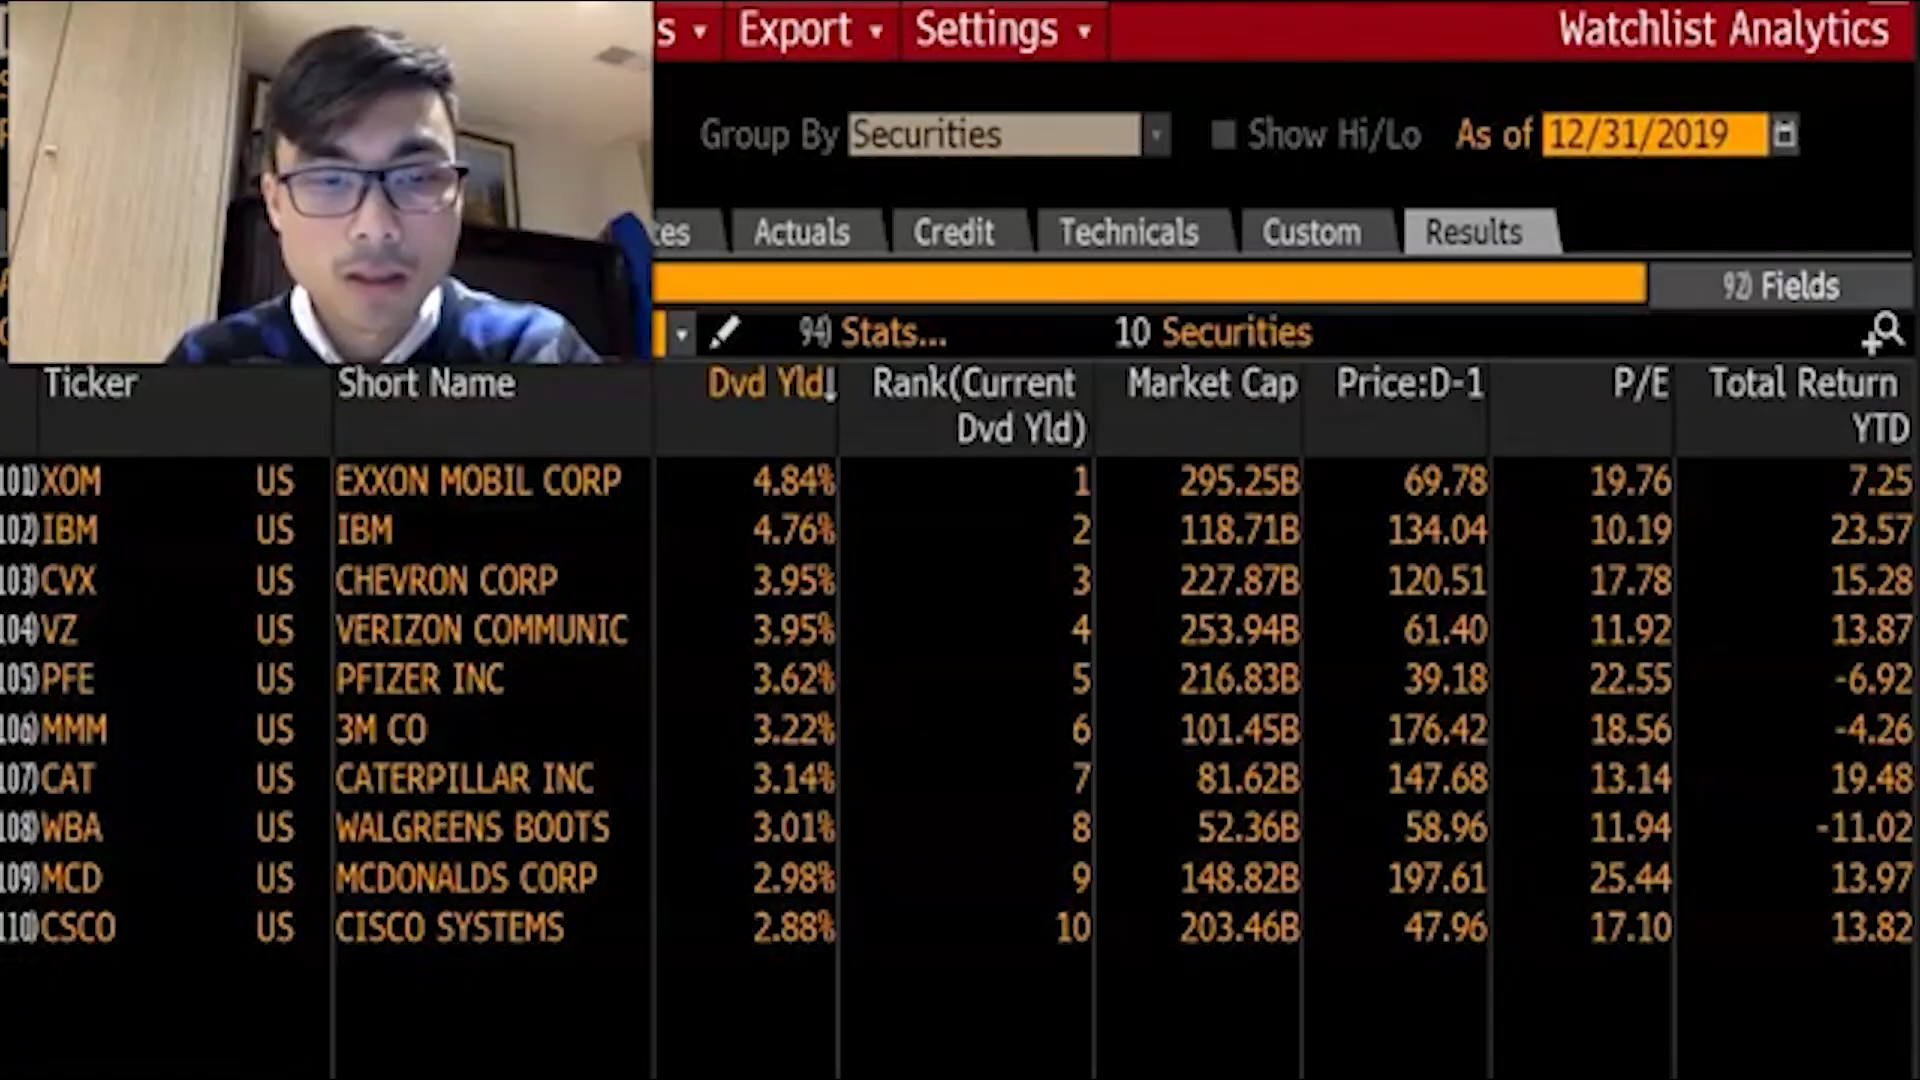 Export Settings Watchlist Analytics
Group By Securities Show Hi/Lo As of 12/31/2019
Actuals Credit Technicals Custom Results
92) Fields
94) Stats... 10 Securities
Ticker Short Name Dvd Yld↓ Rank(Current Dvd Yld) Market Cap Price:D-1 P/E Total Return YTD
101) XOM US EXXON MOBIL CORP 4.84% 1 295.25B 69.78 19.76 7.25
102) IBM US IBM 4.76% 2 118.71B 134.04 10.19 23.57
103) CVX US CHEVRON CORP 3.95% 3 227.87B 120.51 17.78 15.28
104) VZ US VERIZON COMMUNIC 3.95% 4 253.94B 61.40 11.92 13.87
105) PFE US PFIZER INC 3.62% 5 216.83B 39.18 22.55 -6.92
106) MMM US 3M CO 3.22% 6 101.45B 176.42 18.56 -4.26
107) CAT US CATERPILLAR INC 3.14% 7 81.62B 147.68 13.14 19.48
108) WBA US WALGREENS BOOTS 3.01% 8 52.36B 58.96 11.94 -11.02
109) MCD US MCDONALDS CORP 2.98% 9 148.82B 197.61 25.44 13.97
110) CSCO US CISCO SYSTEMS 2.88% 10 203.46B 47.96 17.10 13.82